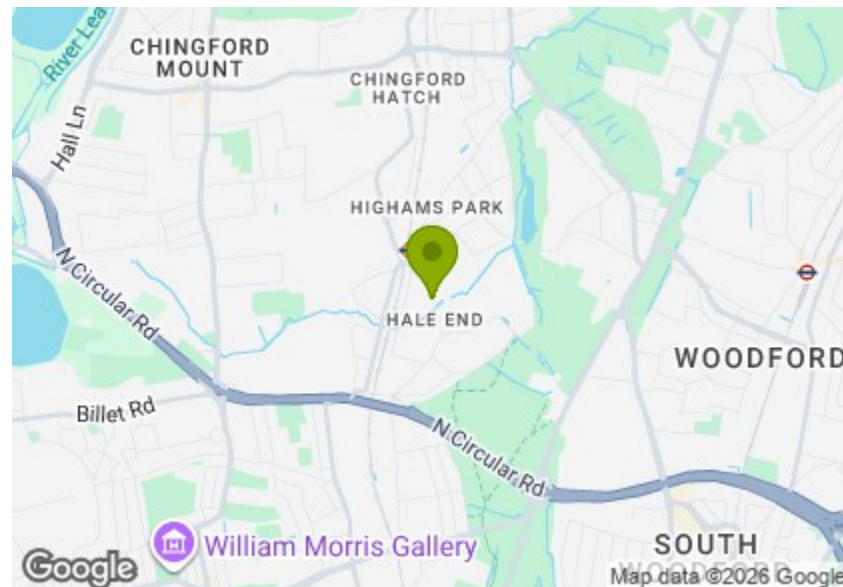 River Lea
CHINGFORD
MOUNT
CHINGFORD
HATCH
Hall Ln
HIGHAMS PARK
N Circular Rd
HALE END
WOODFORD
Billet Rd
N Circular Rd
William Morris Gallery
SOUTH
WOODFORD
Google
Map data ©2026 Google